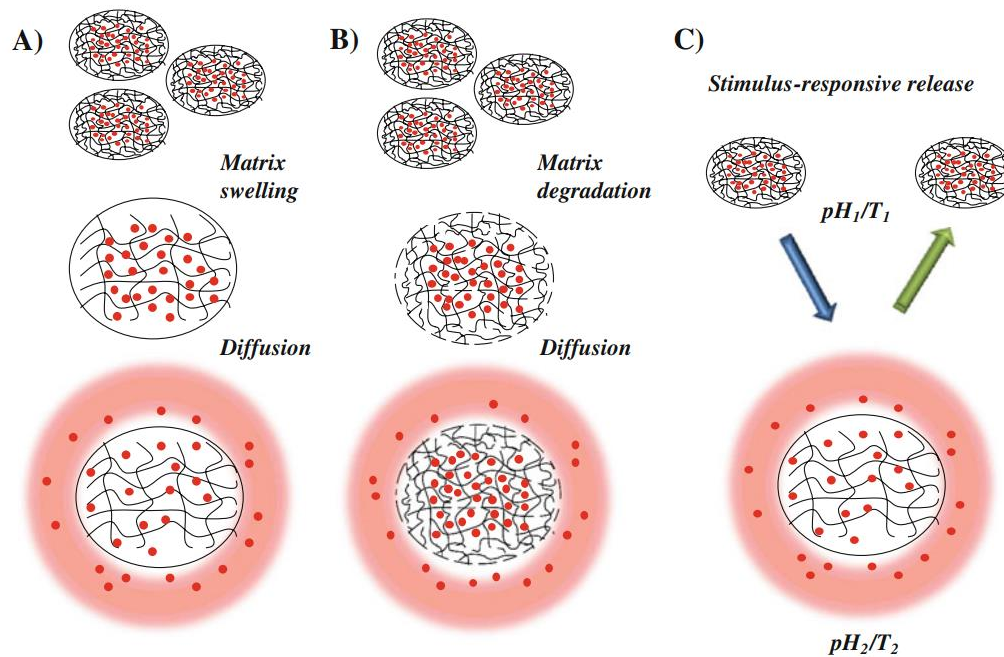 A)
Matrix
swelling
Diffusion
B)
Matrix
degradation
Diffusion
C)
Stimulus-responsive release
pH₁/T₁
pH₂/T₂